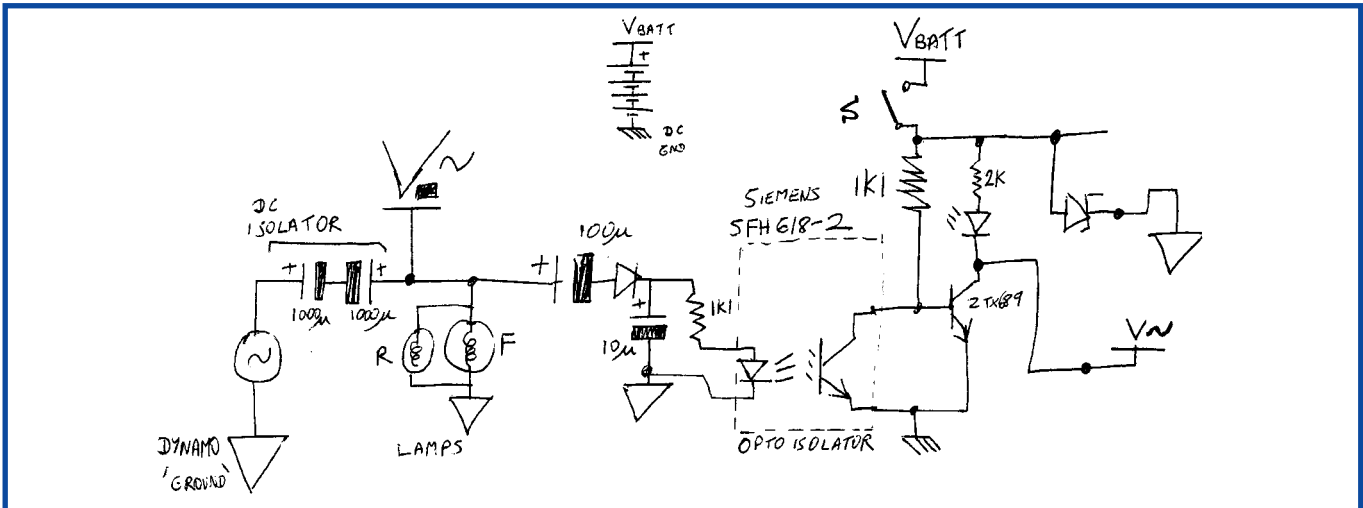 VBATT
+
DC
GND
VBATT
S
V~
DC
ISOLATOR
+
+
1000µ
1000µ
~
DYNAMO
'GROUND'
R
F
LAMPS
+
100µ
+
10µ
1K1
SIEMENS
SFH618-2
OPTO ISOLATOR
1K1
2K
ZTX689
V~